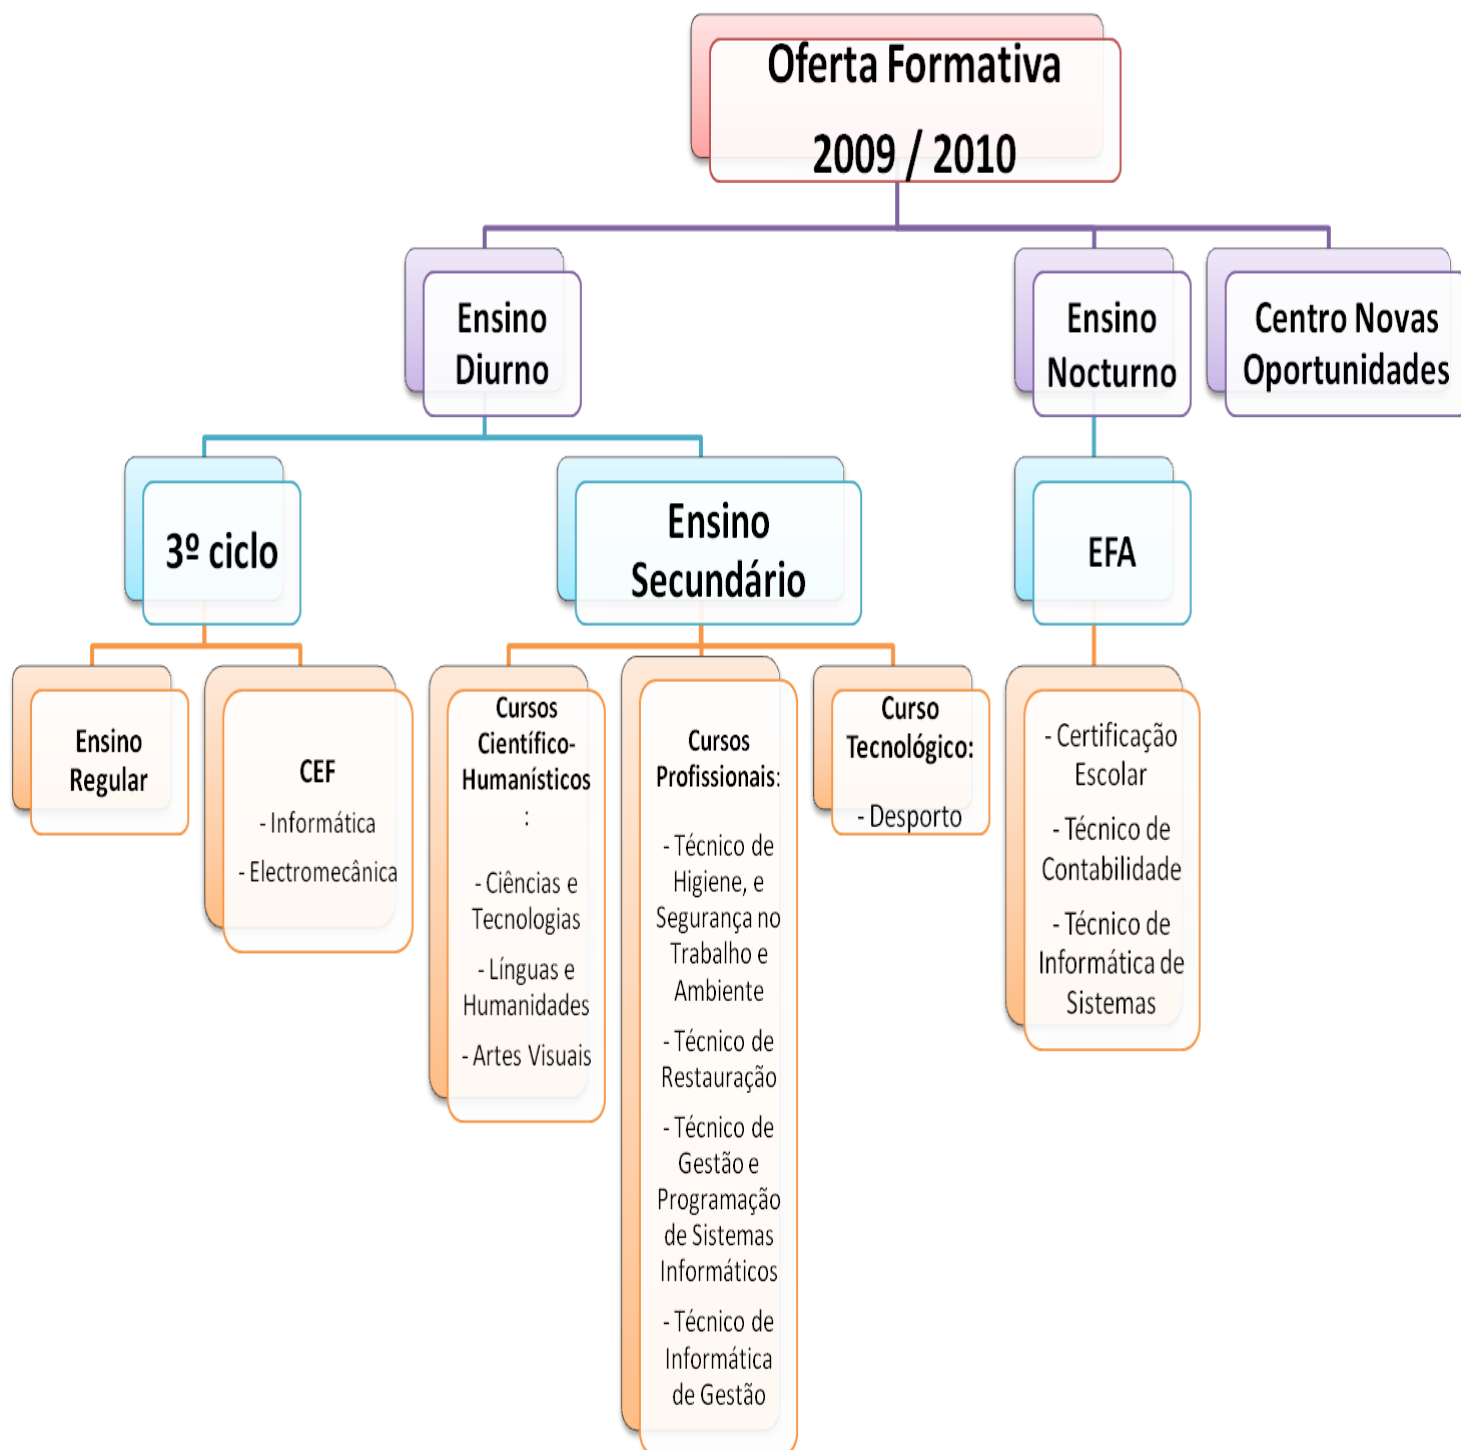 Oferta Formativa
2009 / 2010
Ensino
Diurno
Ensino
Nocturno
Centro Novas
Oportunidades
3º ciclo
Ensino
Secundário
EFA
Ensino
Regular
CEF
- Informática
- Electromecânica
Cursos
Científico-
Humanísticos
:
- Ciências e
Tecnologias
- Línguas e
Humanidades
- Artes Visuais
Cursos
Profissionais:
- Técnico de
Higiene, e
Segurança no
Trabalho e
Ambiente
- Técnico de
Restauração
- Técnico de
Gestão e
Programação
de Sistemas
Informáticos
- Técnico de
Informática
de Gestão
Curso
Tecnológico:
- Desporto
- Certificação
Escolar
- Técnico de
Contabilidade
- Técnico de
Informática de
Sistemas